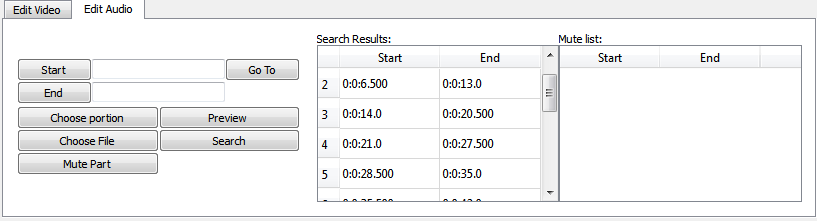 Edit Video Edit Audio
Search Results: Mute list:
Start End Start End
Start Go To
End
2 0:0:6.500 0:0:13.0
Choose portion Preview
3 0:0:14.0 0:0:20.500
Choose File Search
4 0:0:21.0 0:0:27.500
Mute Part
5 0:0:28.500 0:0:35.0